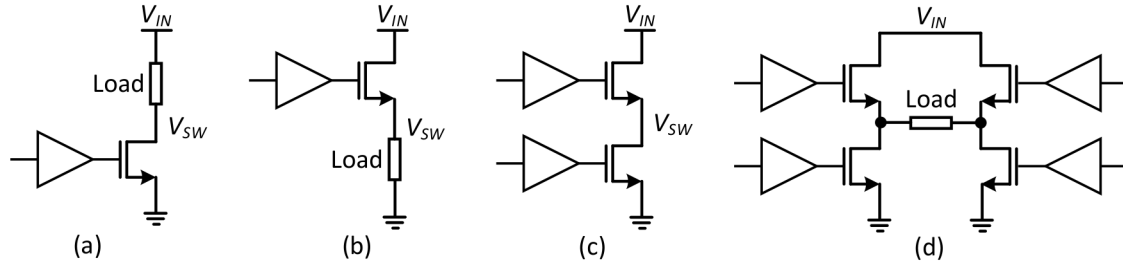 V_IN
Load
V_SW
(a)
V_IN
V_SW
Load
(b)
V_IN
V_SW
(c)
V_IN
Load
(d)